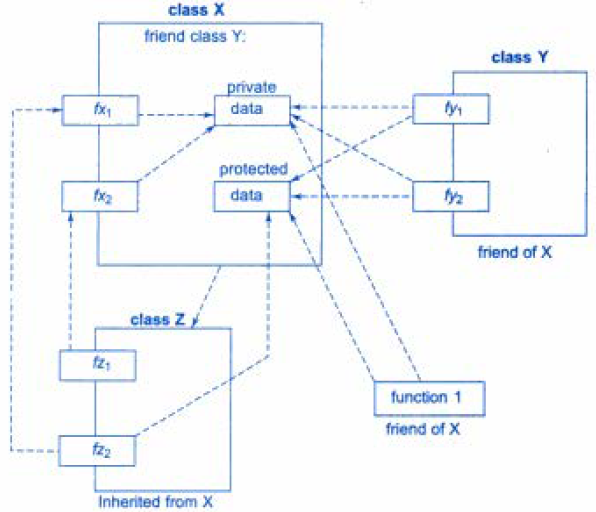 class X
friend class Y:
private
data
protected
data
fx1
fx2
class Y
fy1
fy2
friend of X
class Z
fz1
fz2
Inherited from X
function 1
friend of X